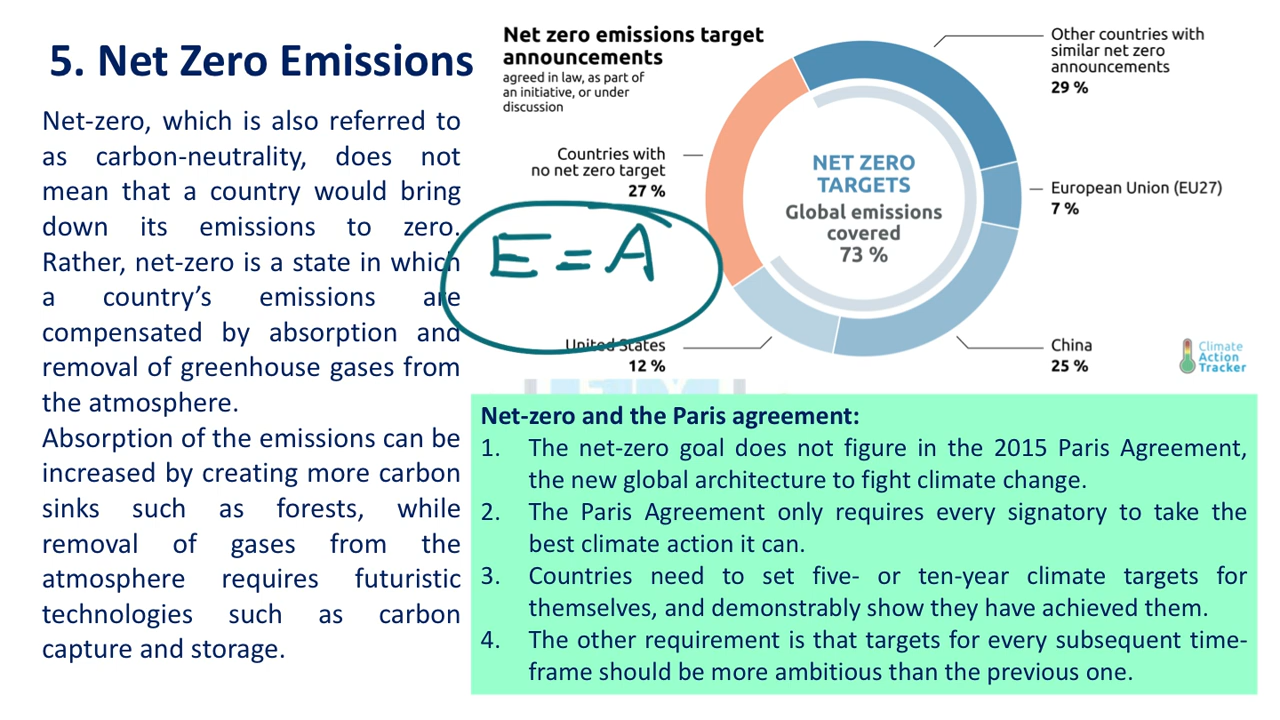 5. Net Zero Emissions
Net-zero, which is also referred to
as carbon-neutrality, does not
mean that a country would bring
down its emissions to zero.
Rather, net-zero is a state in which
a country’s emissions are
compensated by absorption and
removal of greenhouse gases from
the atmosphere.
Absorption of the emissions can be
increased by creating more carbon
sinks such as forests, while
removal of gases from the
atmosphere requires futuristic
technologies such as carbon
capture and storage.
Net zero emissions target
announcements
agreed in law, as part of
an initiative, or under
discussion
Other countries with
similar net zero
announcements
29 %
Countries with
no net zero target
27 %
NET ZERO
TARGETS
Global emissions
covered
73 %
European Union (EU27)
7 %
E = A
United States
12 %
China
25 %
Climate
Action
Tracker
Net-zero and the Paris agreement:
1. The net-zero goal does not figure in the 2015 Paris Agreement,
the new global architecture to fight climate change.
2. The Paris Agreement only requires every signatory to take the
best climate action it can.
3. Countries need to set five- or ten-year climate targets for
themselves, and demonstrably show they have achieved them.
4. The other requirement is that targets for every subsequent time-
frame should be more ambitious than the previous one.